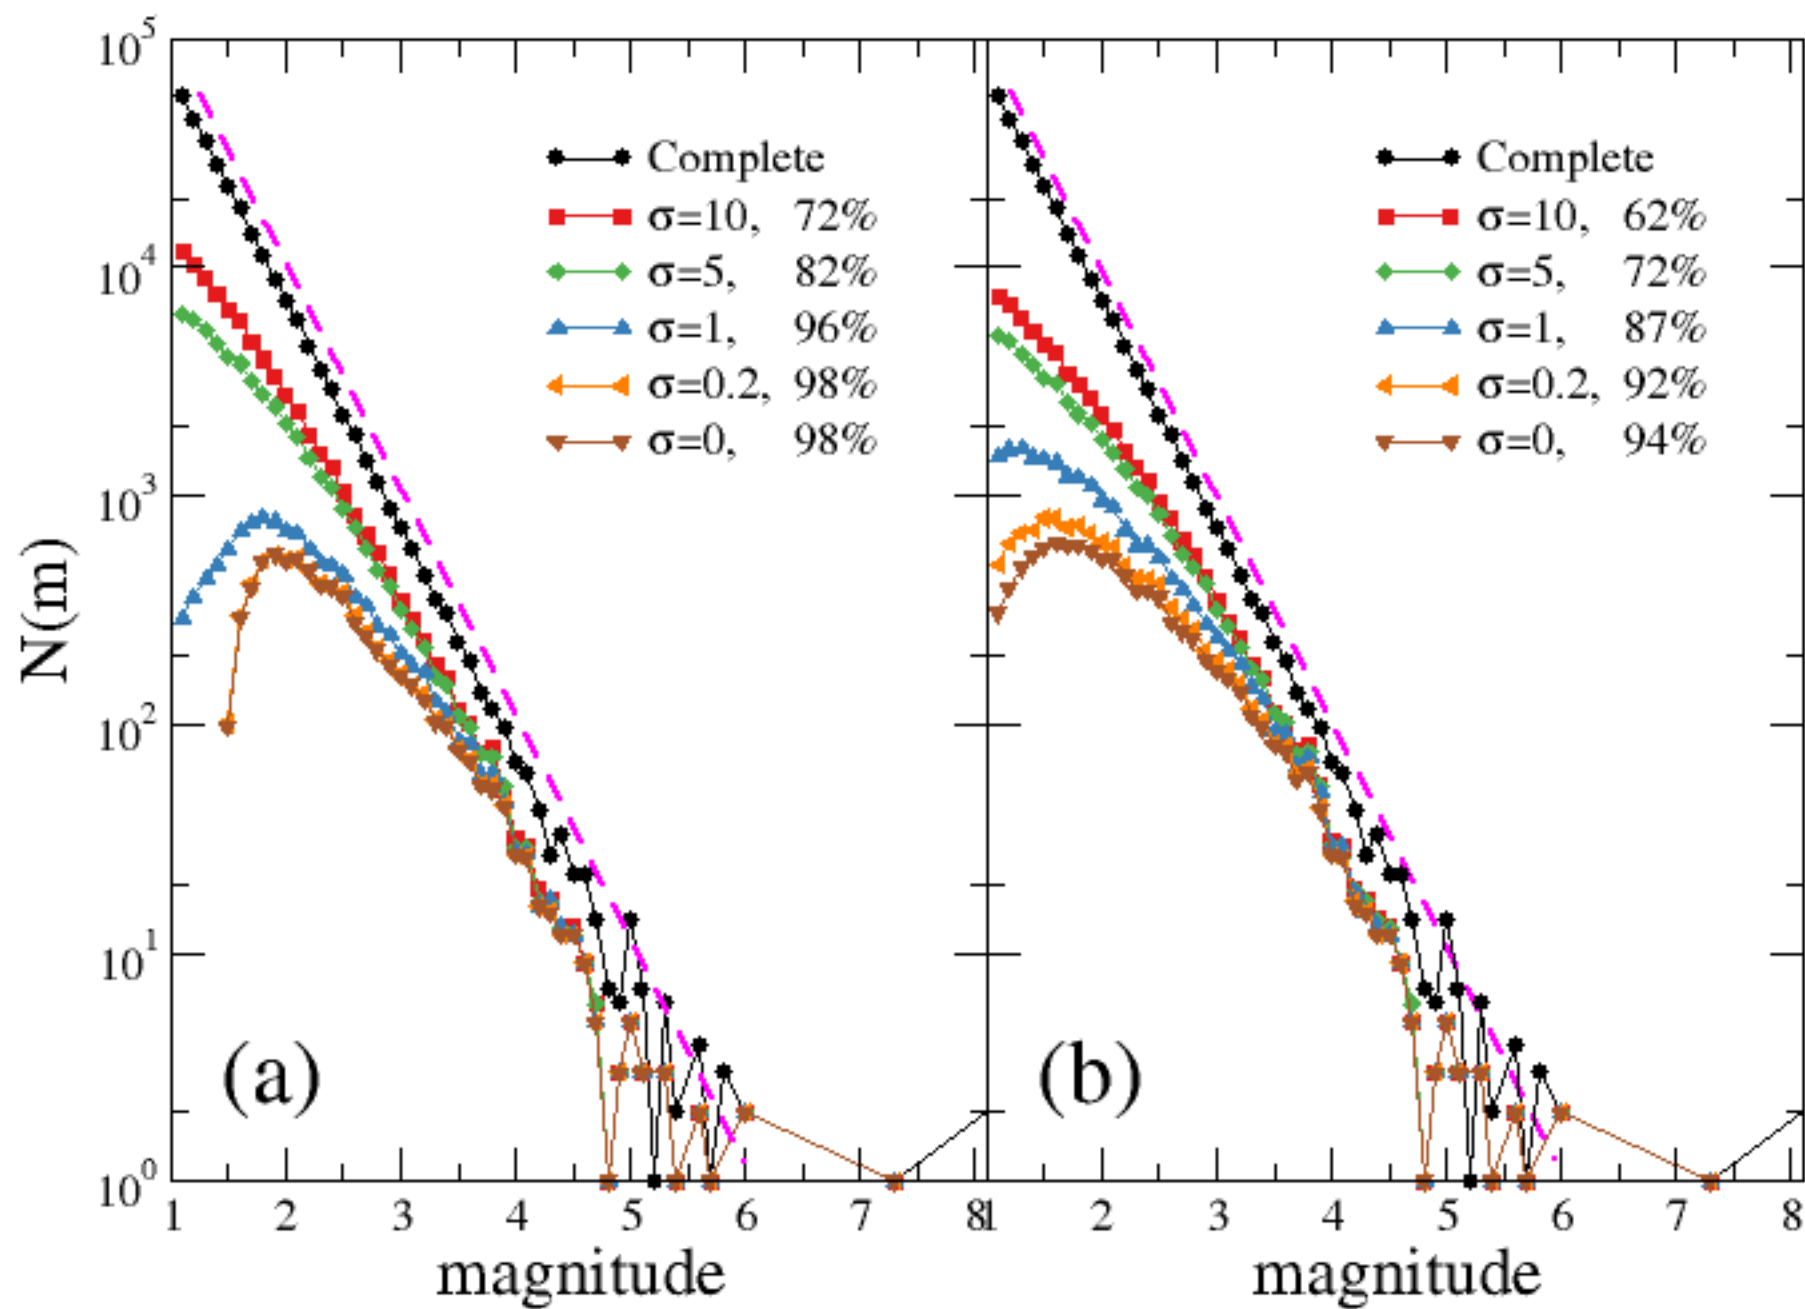 10^5
10^4
10^3
10^2
10^1
10^0
N(m)
Complete
σ=10, 72%
σ=5, 82%
σ=1, 96%
σ=0.2, 98%
σ=0, 98%
(a)
1 2 3 4 5 6 7 8
magnitude
Complete
σ=10, 62%
σ=5, 72%
σ=1, 87%
σ=0.2, 92%
σ=0, 94%
(b)
1 2 3 4 5 6 7 8
magnitude